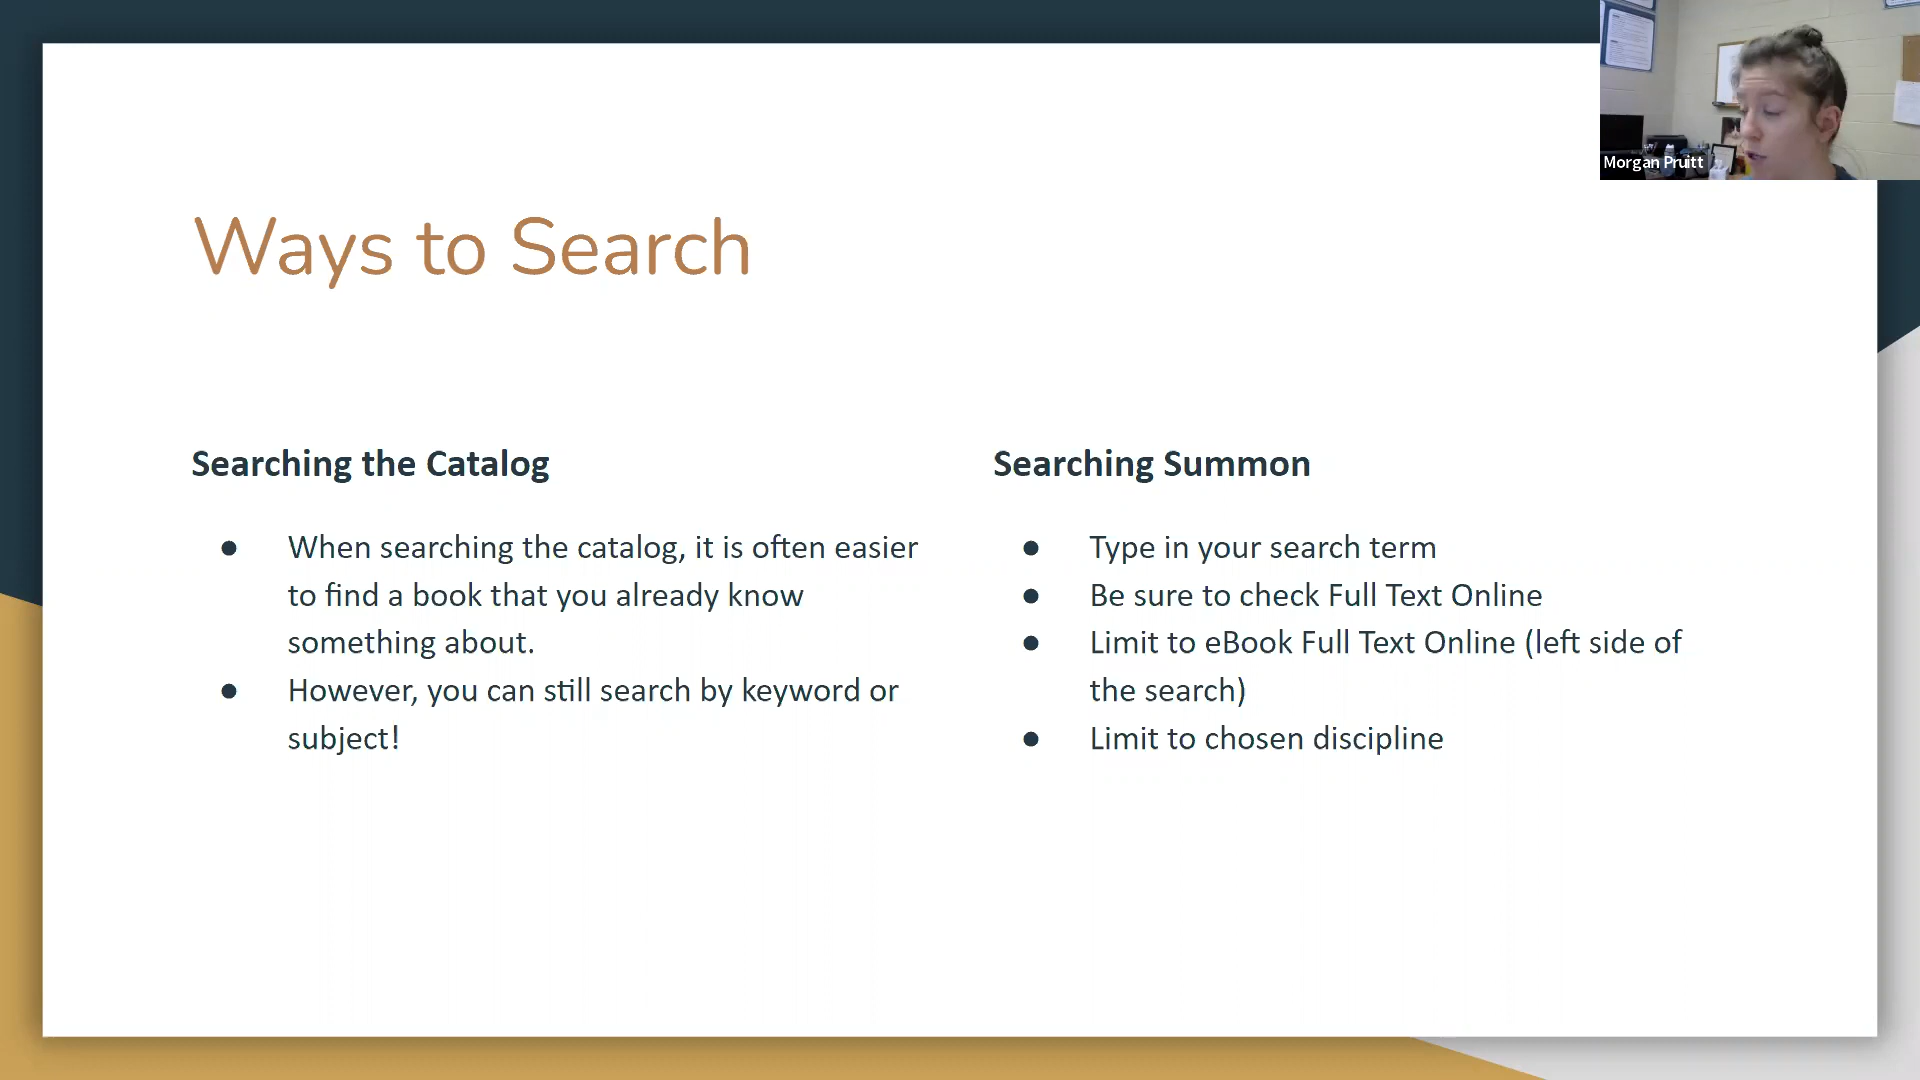 Morgan Pruitt
Ways to Search
Searching the Catalog
● When searching the catalog, it is often easier
to find a book that you already know
something about.
● However, you can still search by keyword or
subject!
Searching Summon
● Type in your search term
● Be sure to check Full Text Online
● Limit to eBook Full Text Online (left side of
the search)
● Limit to chosen discipline